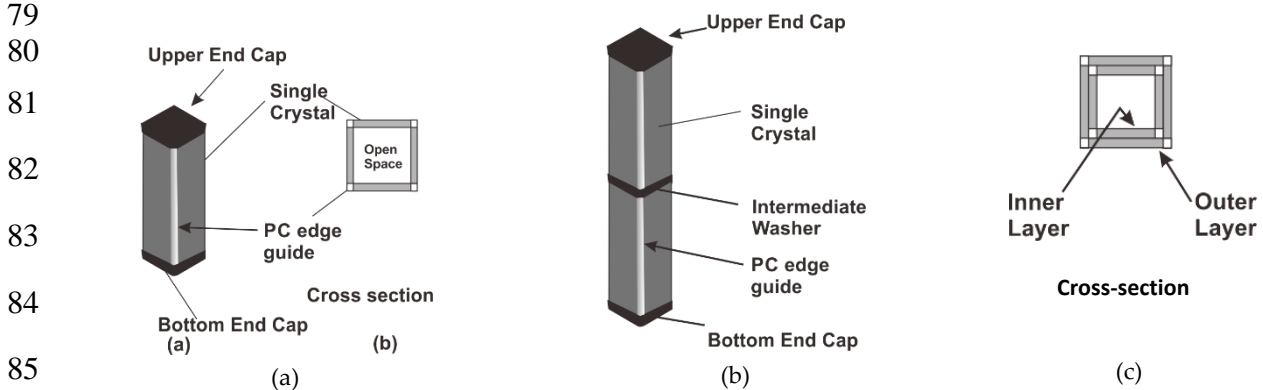 79
80
81
82
83
84
85
Upper End Cap
Single
Crystal
Open
Space
PC edge
guide
Cross section
Bottom End Cap
(a)
(b)
(a)
Upper End Cap
Single
Crystal
Intermediate
Washer
PC edge
guide
Bottom End Cap
(b)
Inner
Layer
Outer
Layer
Cross-section
(c)